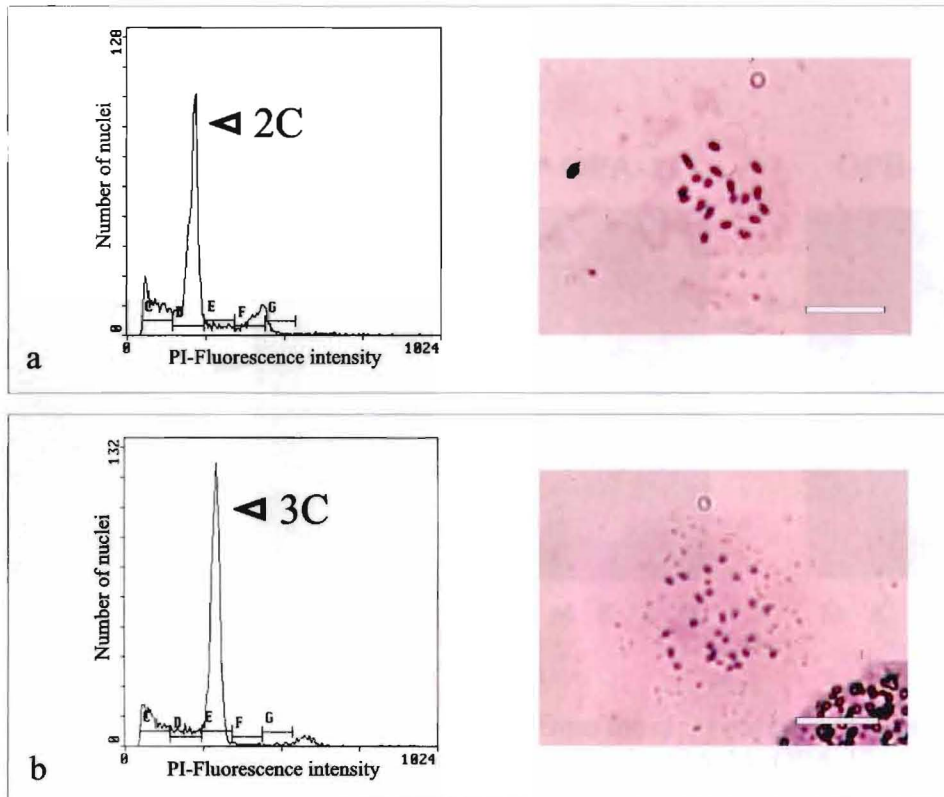 128
Number of nuclei
2C
C D E F G
0
0 1024
PI-Fluorescence intensity
a
132
Number of nuclei
3C
C D E F G
0
0 1024
PI-Fluorescence intensity
b